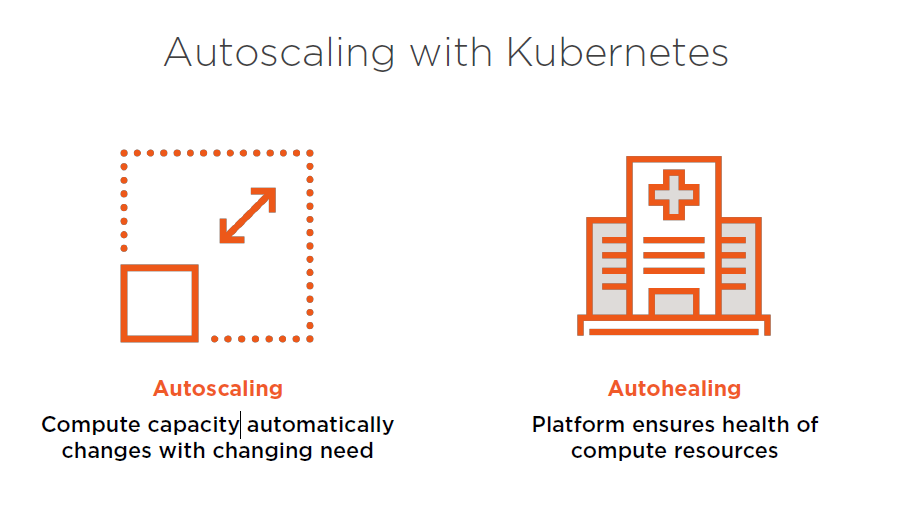 Autoscaling with Kubernetes
Autoscaling
Compute capacity automatically
changes with changing need
Autohealing
Platform ensures health of
compute resources